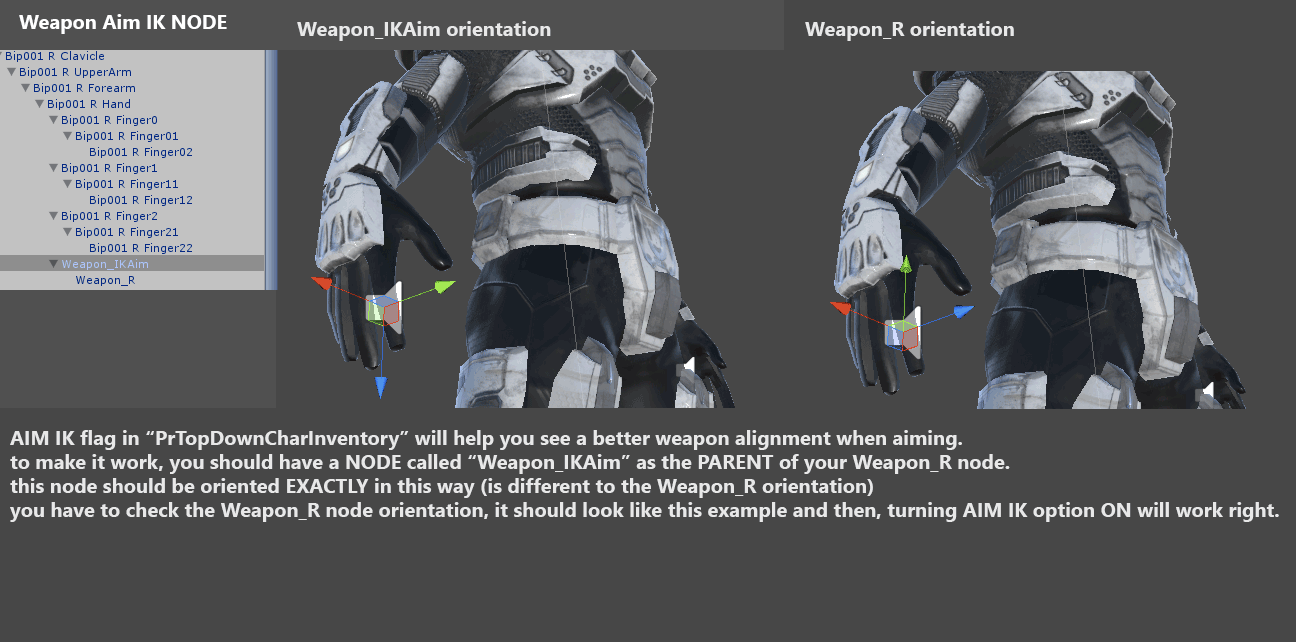 Weapon Aim IK NODE
Weapon_IKAim orientation
Weapon_R orientation
Bip001 R Clavicle
Bip001 R UpperArm
Bip001 R Forearm
Bip001 R Hand
Bip001 R Finger0
Bip001 R Finger01
Bip001 R Finger02
Bip001 R Finger1
Bip001 R Finger11
Bip001 R Finger12
Bip001 R Finger2
Bip001 R Finger21
Bip001 R Finger22
Weapon_IKAim
Weapon_R
AIM IK flag in “PrTopDownCharInventory” will help you see a better weapon alignment when aiming.
to make it work, you should have a NODE called “Weapon_IKAim” as the PARENT of your Weapon_R node.
this node should be oriented EXACTLY in this way (is different to the Weapon_R orientation)
you have to check the Weapon_R node orientation, it should look like this example and then, turning AIM IK option ON will work right.